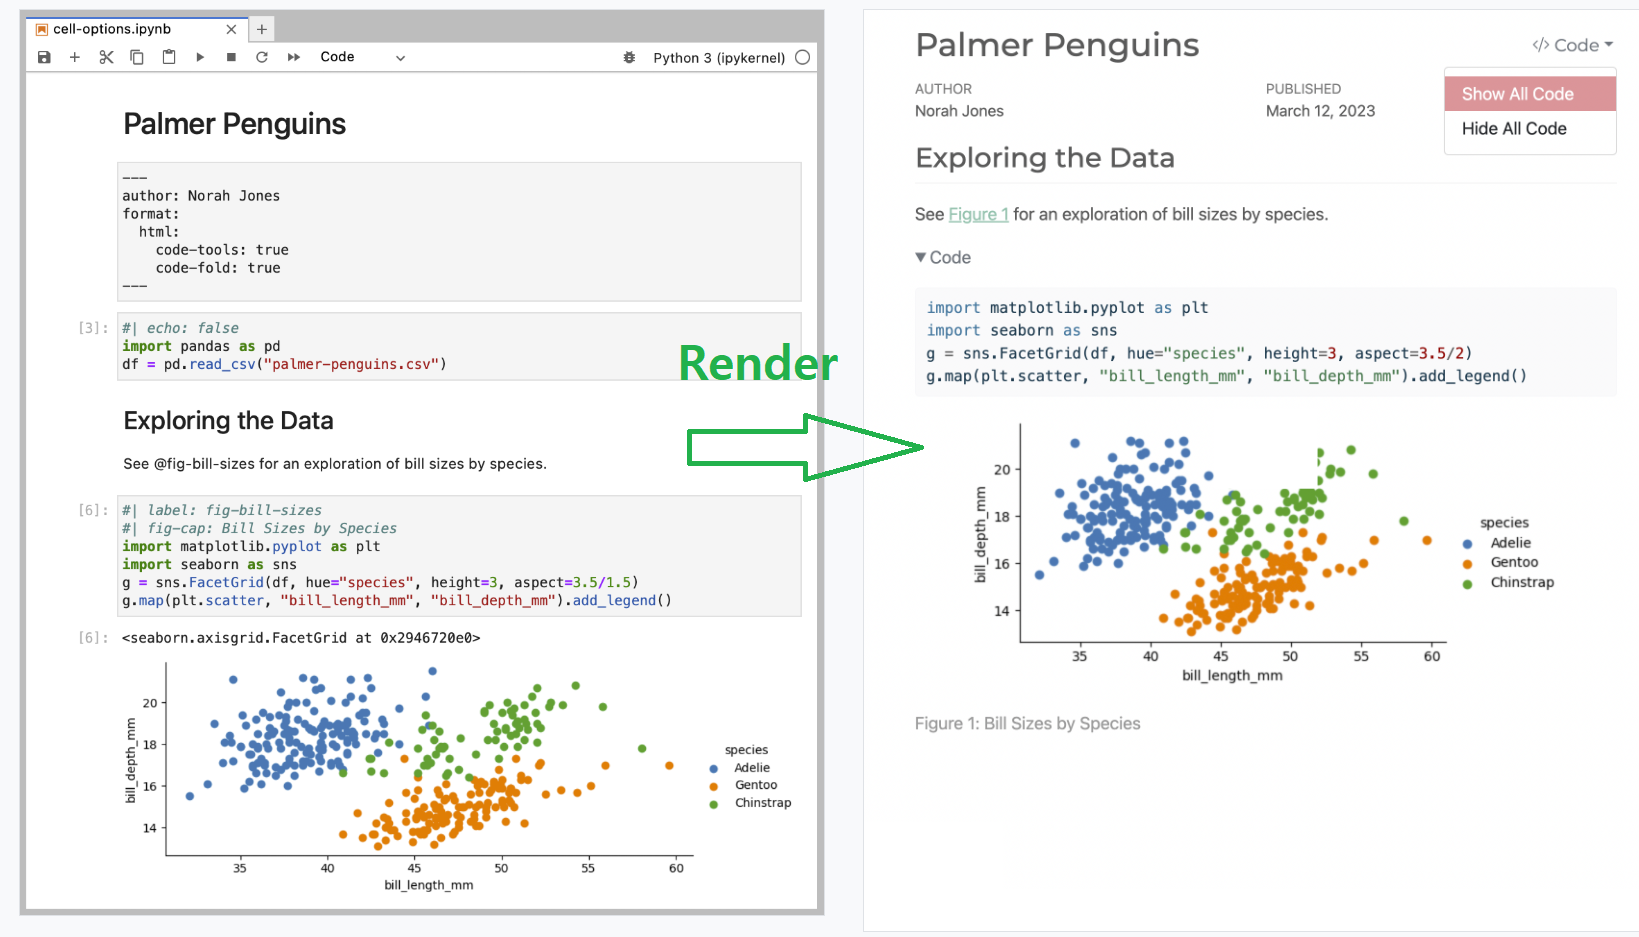 cell-options.ipynb
Code
Python 3 (ipykernel)
Palmer Penguins
---
author: Norah Jones
format:
  html:
    code-tools: true
    code-fold: true
---
[3]:
#| echo: false
import pandas as pd
df = pd.read_csv("palmer-penguins.csv")
Exploring the Data
See @fig-bill-sizes for an exploration of bill sizes by species.
[6]:
#| label: fig-bill-sizes
#| fig-cap: Bill Sizes by Species
import matplotlib.pyplot as plt
import seaborn as sns
g = sns.FacetGrid(df, hue="species", height=3, aspect=3.5/1.5)
g.map(plt.scatter, "bill_length_mm", "bill_depth_mm").add_legend()
[6]:
<seaborn.axisgrid.FacetGrid at 0x2946720e0>
bill_depth_mm
20
18
16
14
35 40 45 50 55 60
bill_length_mm
species
Adelie
Gentoo
Chinstrap
Render
Palmer Penguins
</> Code
Show All Code
Hide All Code
AUTHOR
Norah Jones
PUBLISHED
March 12, 2023
Exploring the Data
See Figure 1 for an exploration of bill sizes by species.
Code
import matplotlib.pyplot as plt
import seaborn as sns
g = sns.FacetGrid(df, hue="species", height=3, aspect=3.5/2)
g.map(plt.scatter, "bill_length_mm", "bill_depth_mm").add_legend()
bill_depth_mm
20
18
16
14
35 40 45 50 55 60
bill_length_mm
species
Adelie
Gentoo
Chinstrap
Figure 1: Bill Sizes by Species